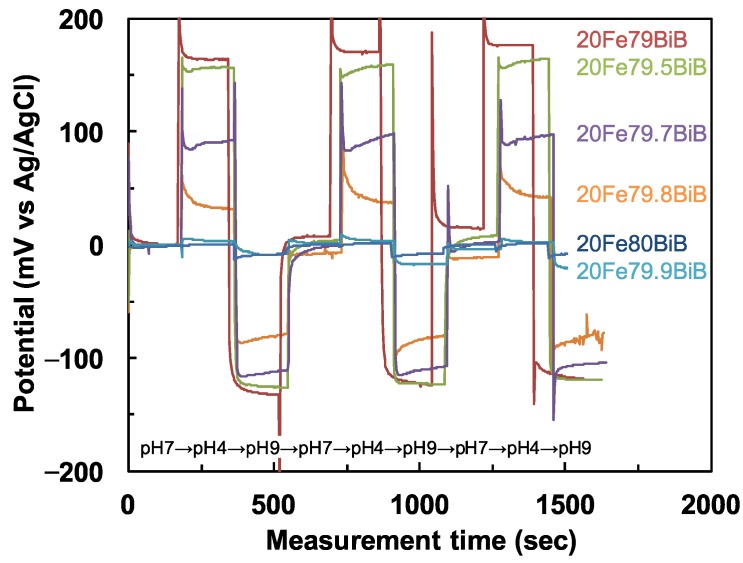 200
100
0
−100
−200
Potential (mV vs Ag/AgCl)
20Fe79BiB
20Fe79.5BiB
20Fe79.7BiB
20Fe79.8BiB
20Fe80BiB
20Fe79.9BiB
pH7→pH4→pH9→pH7→pH4→pH9→pH7→pH4→pH9
0 500 1000 1500 2000
Measurement time (sec)